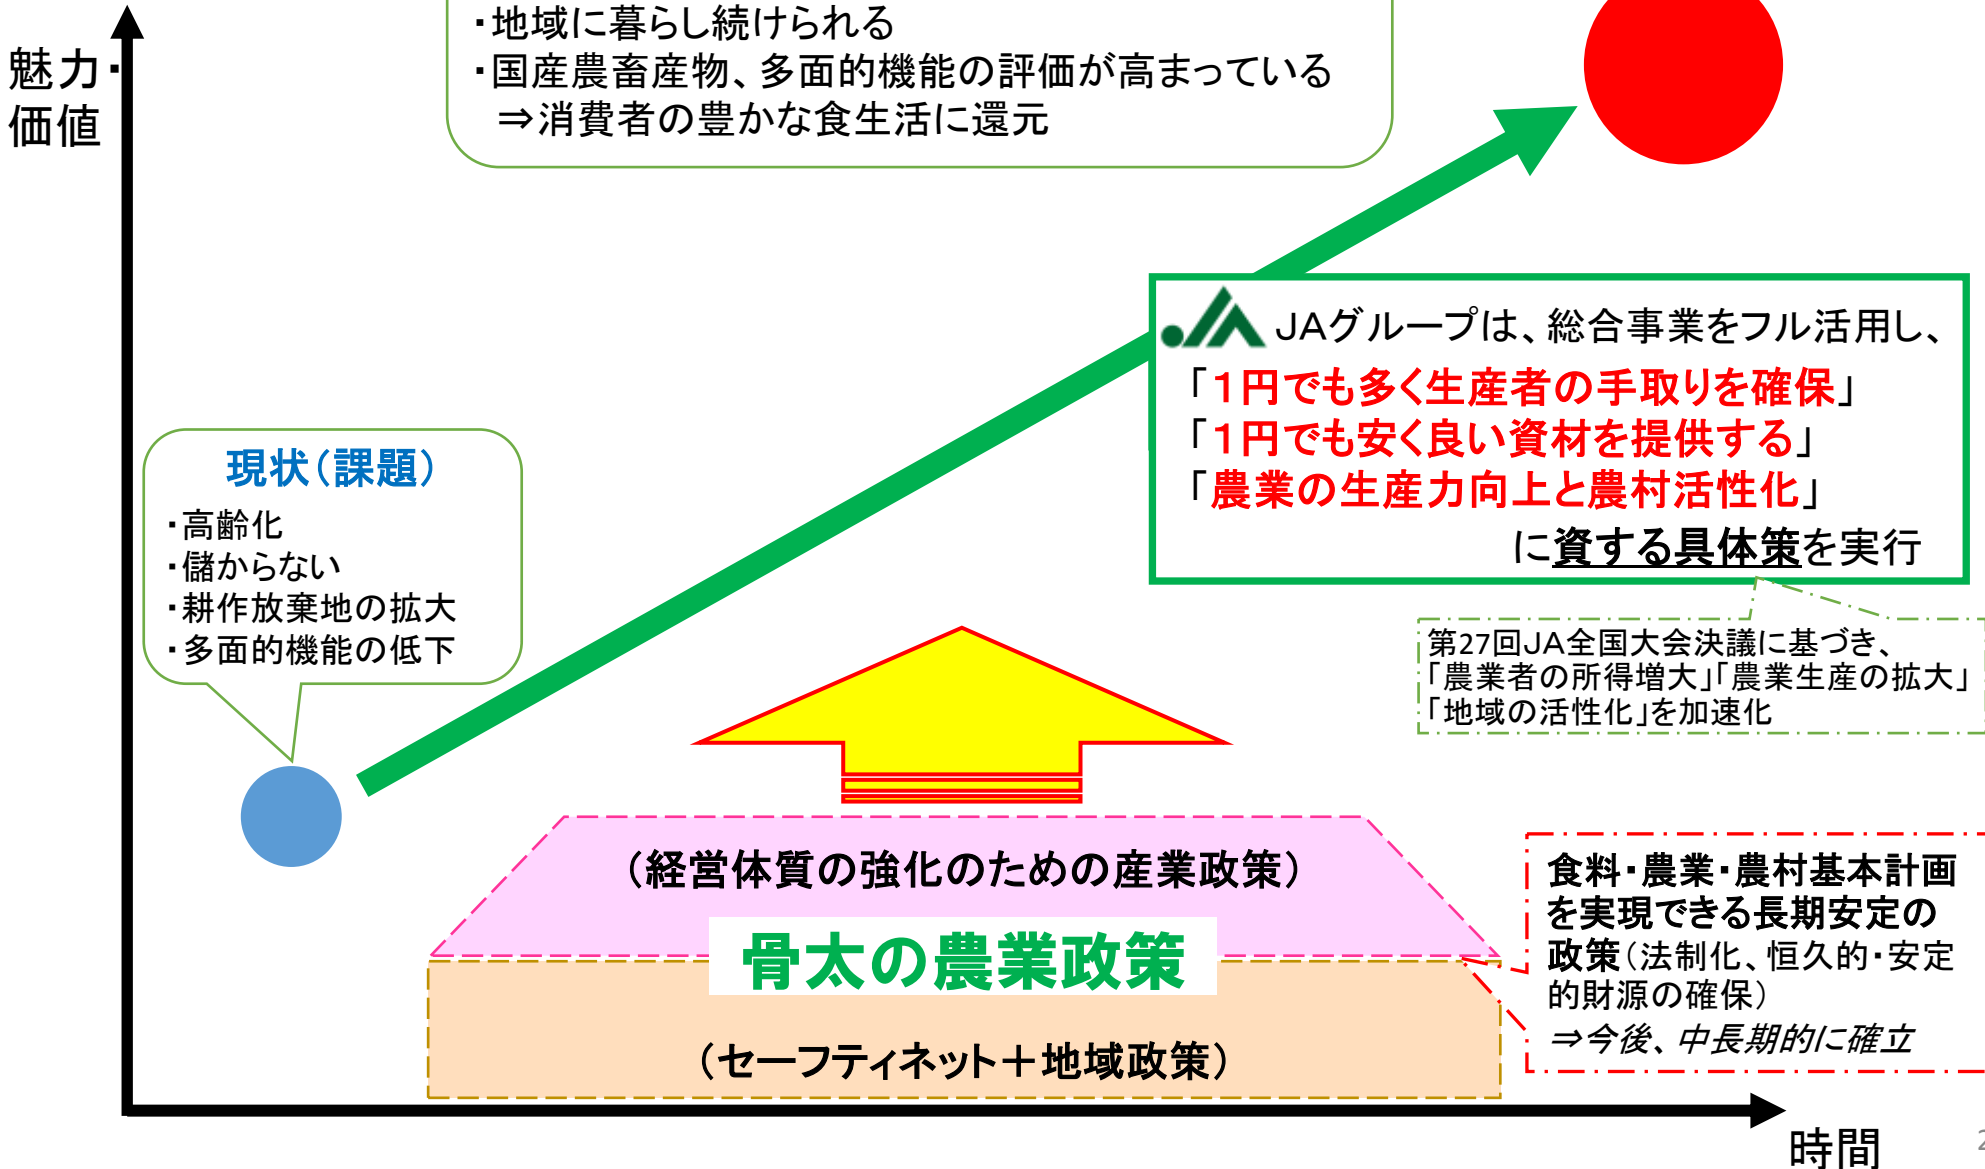 魅力・
価値
・地域に暮らし続けられる
・国産農畜産物、多面的機能の評価が高まっている
⇒消費者の豊かな食生活に還元
JAグループは、総合事業をフル活用し、
「１円でも多く生産者の手取りを確保」
「１円でも安く良い資材を提供する」
「農業の生産力向上と農村活性化」
に資する具体策を実行
第27回JA全国大会決議に基づき、
「農業者の所得増大」「農業生産の拡大」
「地域の活性化」を加速化
現状（課題）
・高齢化
・儲からない
・耕作放棄地の拡大
・多面的機能の低下
（経営体質の強化のための産業政策）
骨太の農業政策
（セーフティネット＋地域政策）
食料・農業・農村基本計画
を実現できる長期安定の
政策（法制化、恒久的・安定
的財源の確保）
⇒今後、中長期的に確立
時間